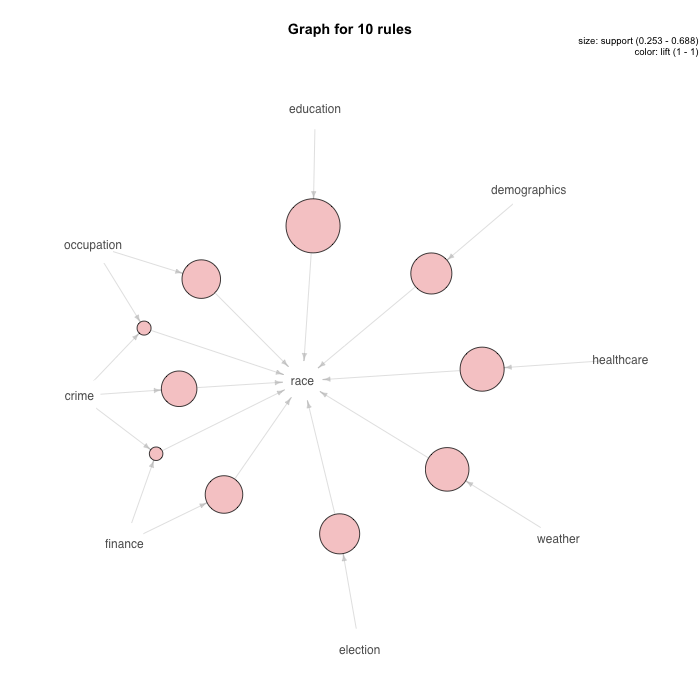 Graph for 10 rules
size: support (0.253 - 0.688)
color: lift (1 - 1)
education
demographics
occupation
healthcare
race
crime
weather
finance
election